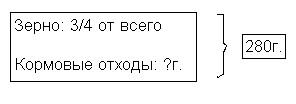 Зерно: 3/4 от всего
Кормовые отходы: ?г.
280г.